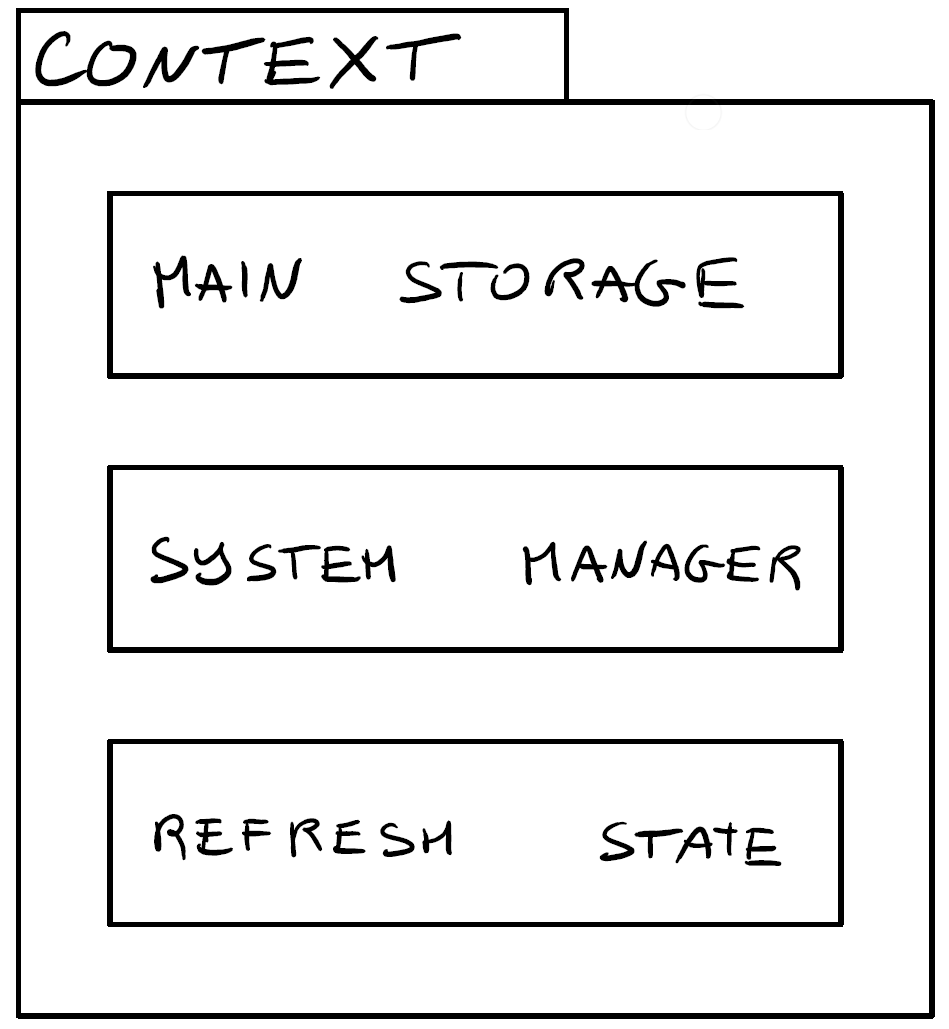 CONTEXT
MAIN STORAGE
SYSTEM MANAGER
REFRESH STATE